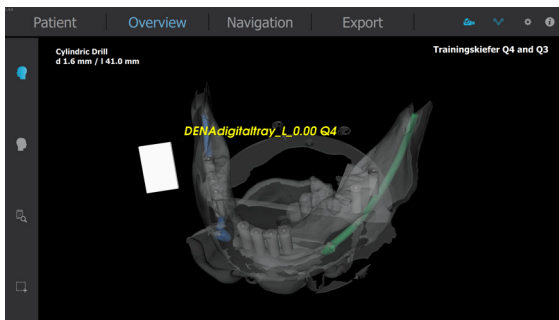 Patient
Overview
Navigation
Export
Cylindric Drill
d 1.6 mm / l 41.0 mm
Trainingskiefer Q4 and Q3
DENAdigitaltray_L_0.00 Q4